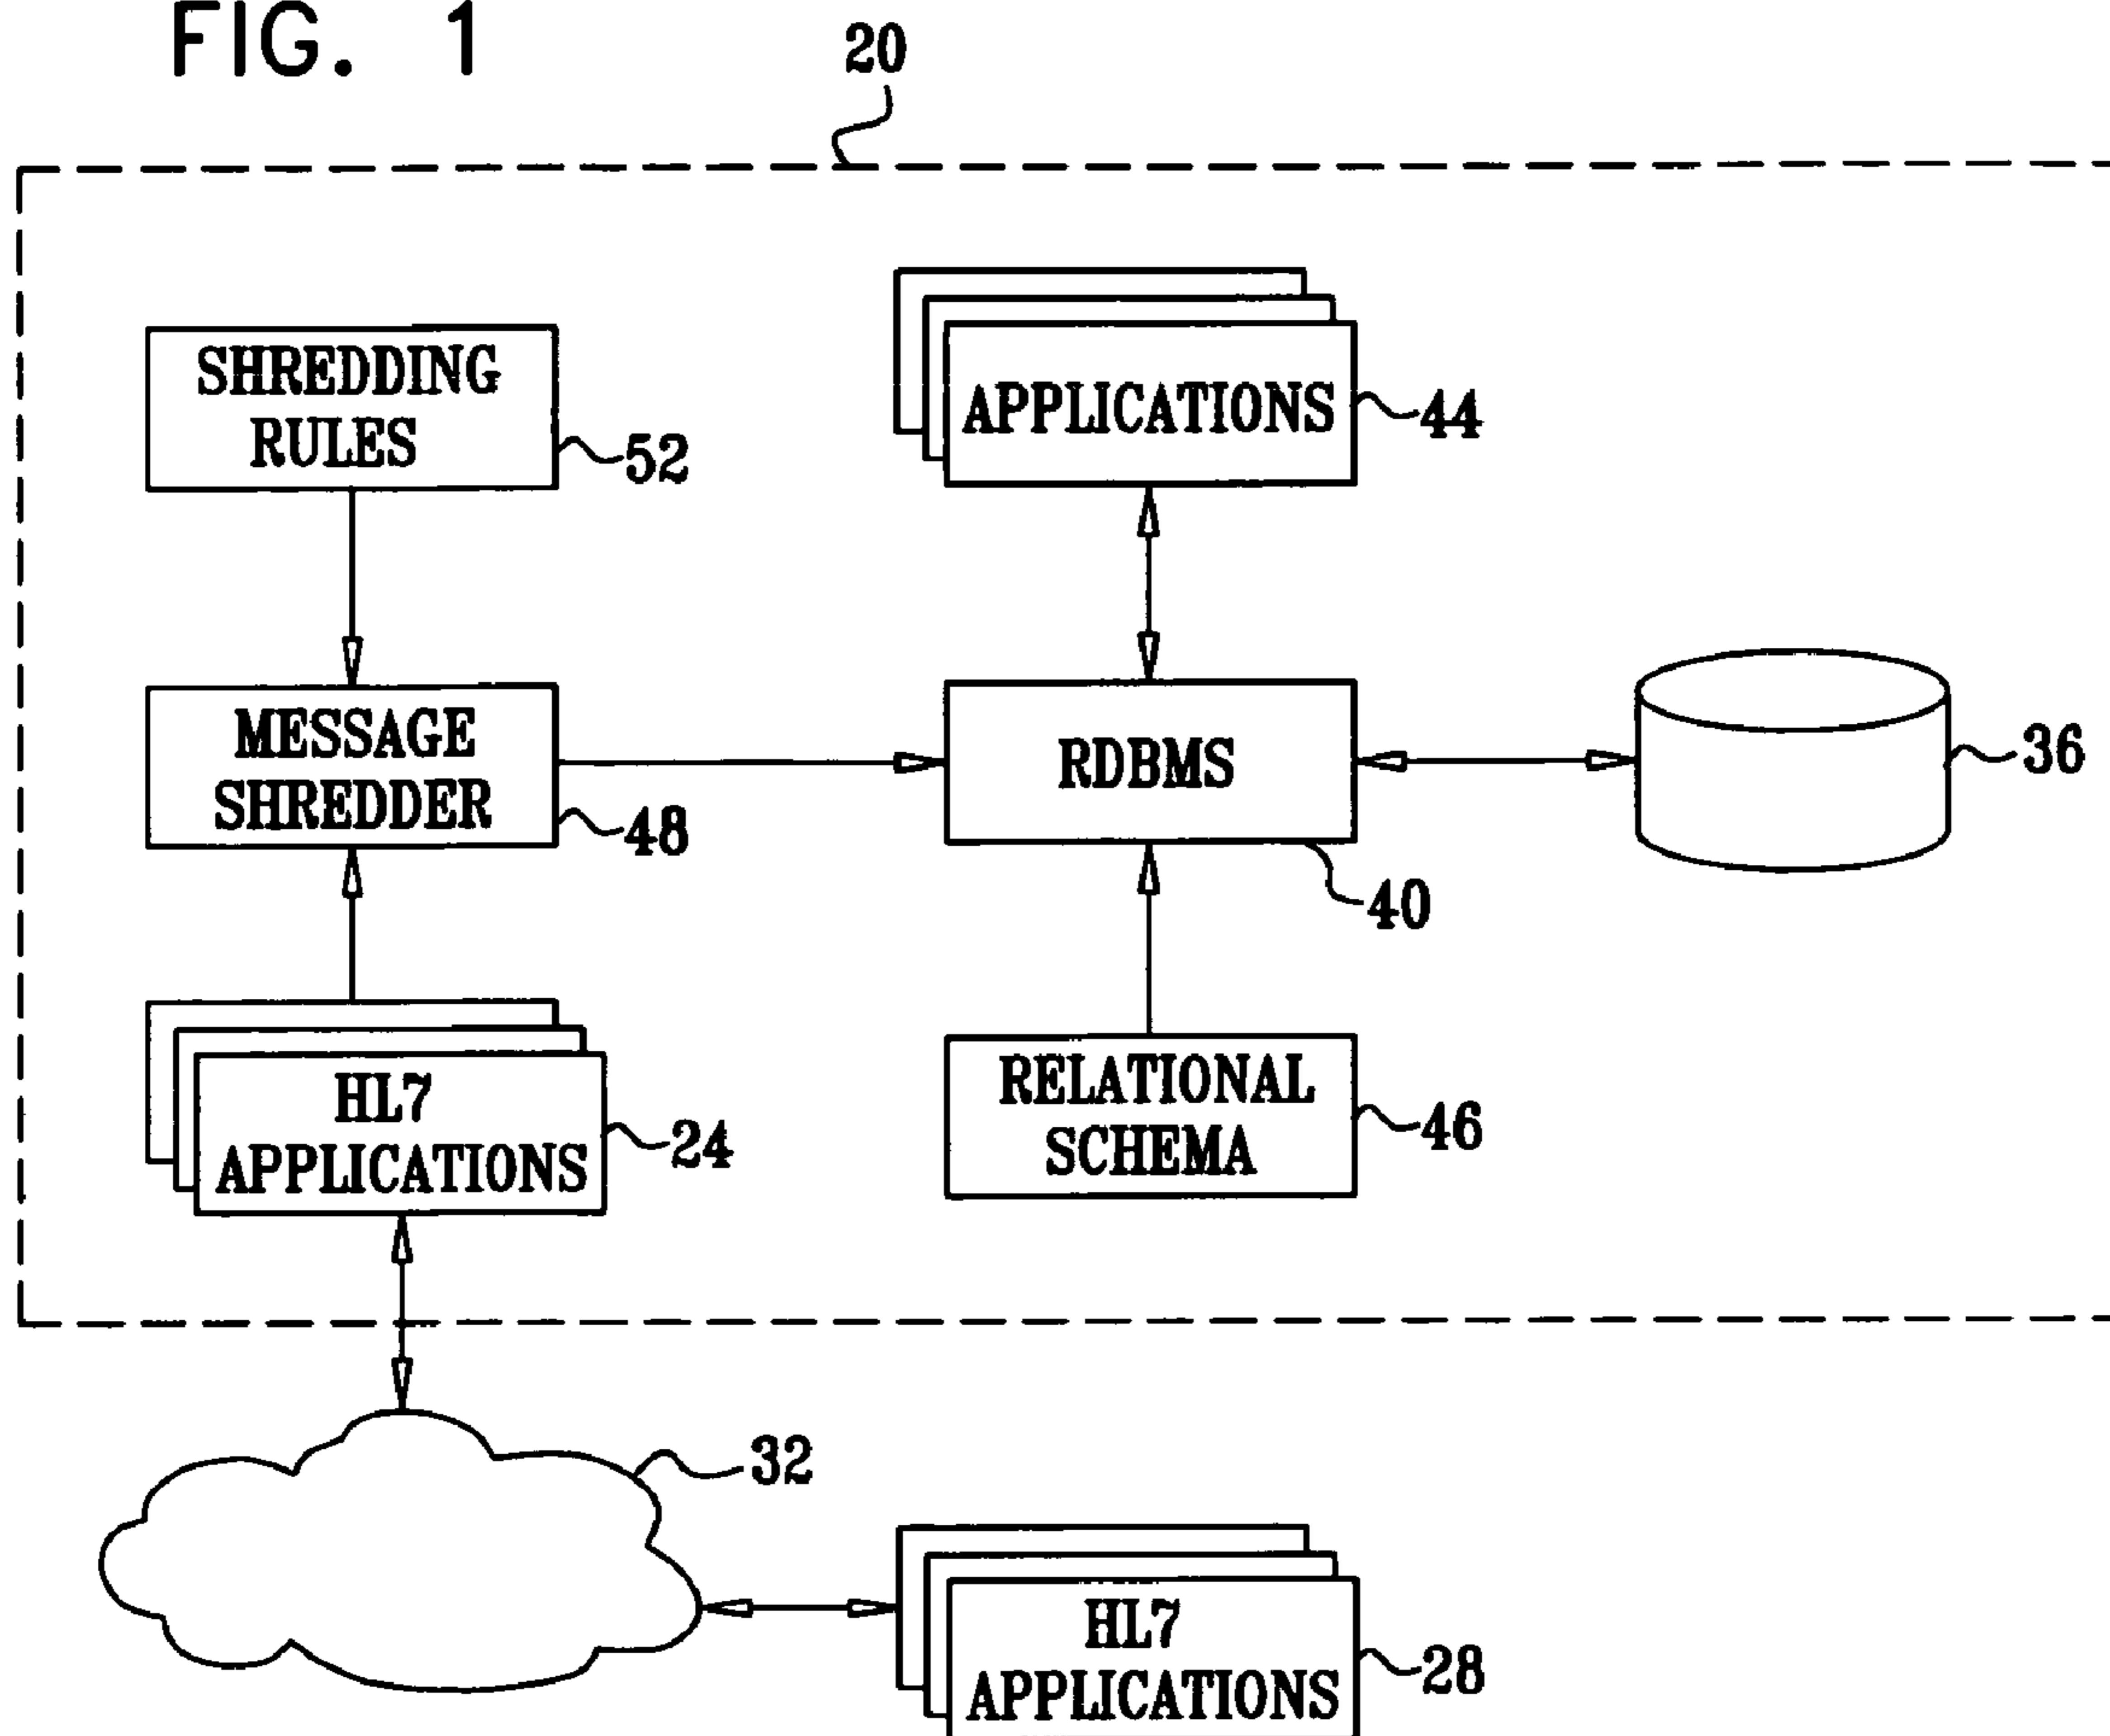 FIG. 1
20
SHREDDING
RULES
52
APPLICATIONS
44
MESSAGE
SHREDDER
48
RDBMS
40
36
HL7
APPLICATIONS
24
RELATIONAL
SCHEMA
46
32
HL7
APPLICATIONS
28